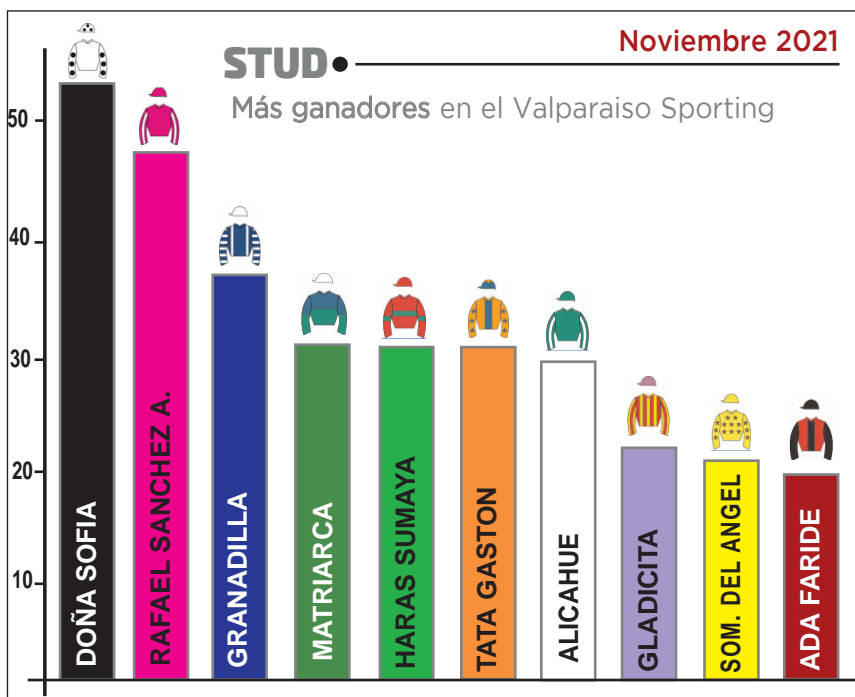 Noviembre 2021
STUD
Más ganadores en el Valparaiso Sporting
50
40
30
20
10
DOÑA SOFIA
RAFAEL SANCHEZ A.
GRANADILLA
MATRIARCA
HARAS SUMAYA
TATA GASTON
ALICAHUE
GLADICITA
SOM. DEL ANGEL
ADA FARIDE